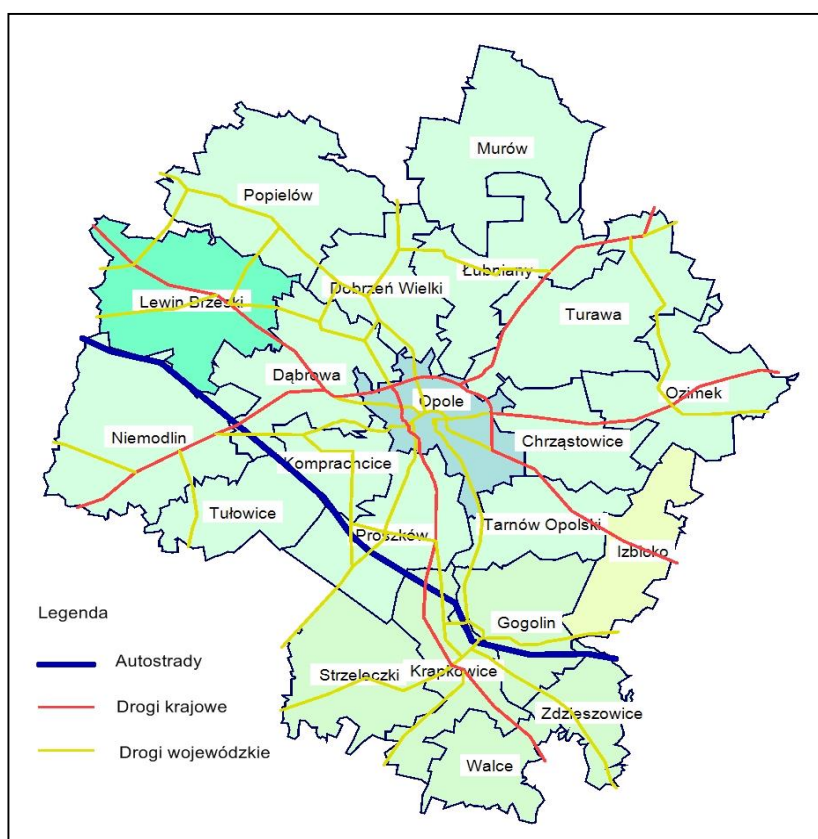 Murów
Popielów
Łubniany
Dobrzeń Wielki
Lewin Brzeski
Turawa
Dąbrowa
Ozimek
Opole
Niemodlin
Chrząstowice
Komprachcice
Tułowice
Tarnów Opolski
Prószków
Izbicko
Gogolin
Strzeleczki
Krapkowice
Zdzieszowice
Walce
Legenda
Autostrady
Drogi krajowe
Drogi wojewódzkie